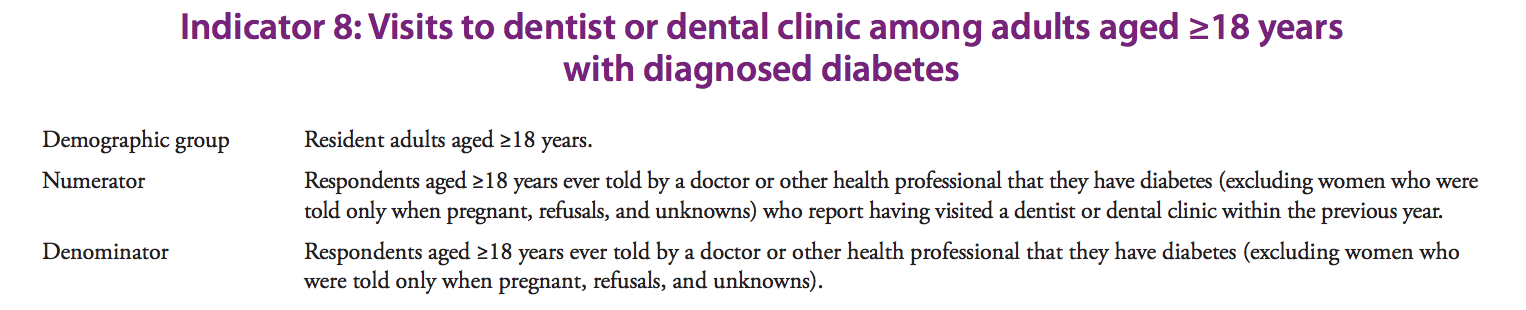 Indicator 8: Visits to dentist or dental clinic among adults aged ≥18 years
with diagnosed diabetes
Demographic group Resident adults aged ≥18 years.
Numerator Respondents aged ≥18 years ever told by a doctor or other health professional that they have diabetes (excluding women who were
told only when pregnant, refusals, and unknowns) who report having visited a dentist or dental clinic within the previous year.
Denominator Respondents aged ≥18 years ever told by a doctor or other health professional that they have diabetes (excluding women who
were told only when pregnant, refusals, and unknowns).